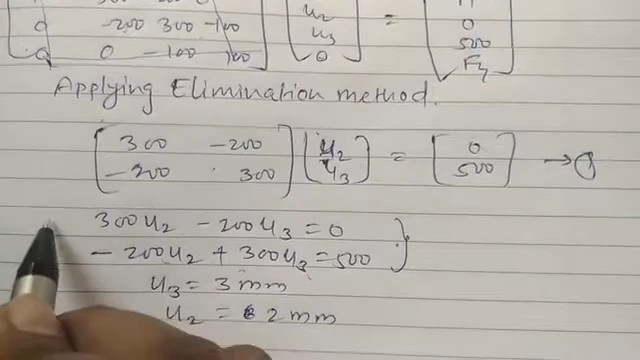 u₂
0 -200 300 -100 u₃ = 0
0 0 -100 100 0 500
F₄
Applying Elimination method.
300 -200 u₂ = 0
-200 300 u₃ 500 → ①
300u₂ - 200u₃ = 0
- 200u₂ + 300u₃ = 500
u₃ = 3 mm
u₂ = 2 mm